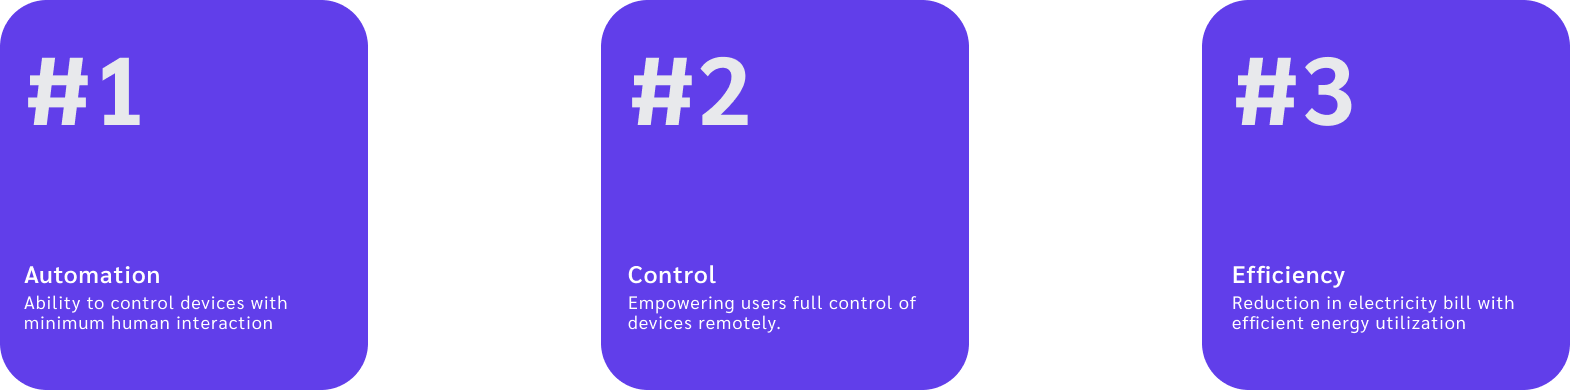 #1
Automation
Ability to control devices with
minimum human interaction
#2
Control
Empowering users full control of
devices remotely.
#3
Efficiency
Reduction in electricity bill with
efficient energy utilization